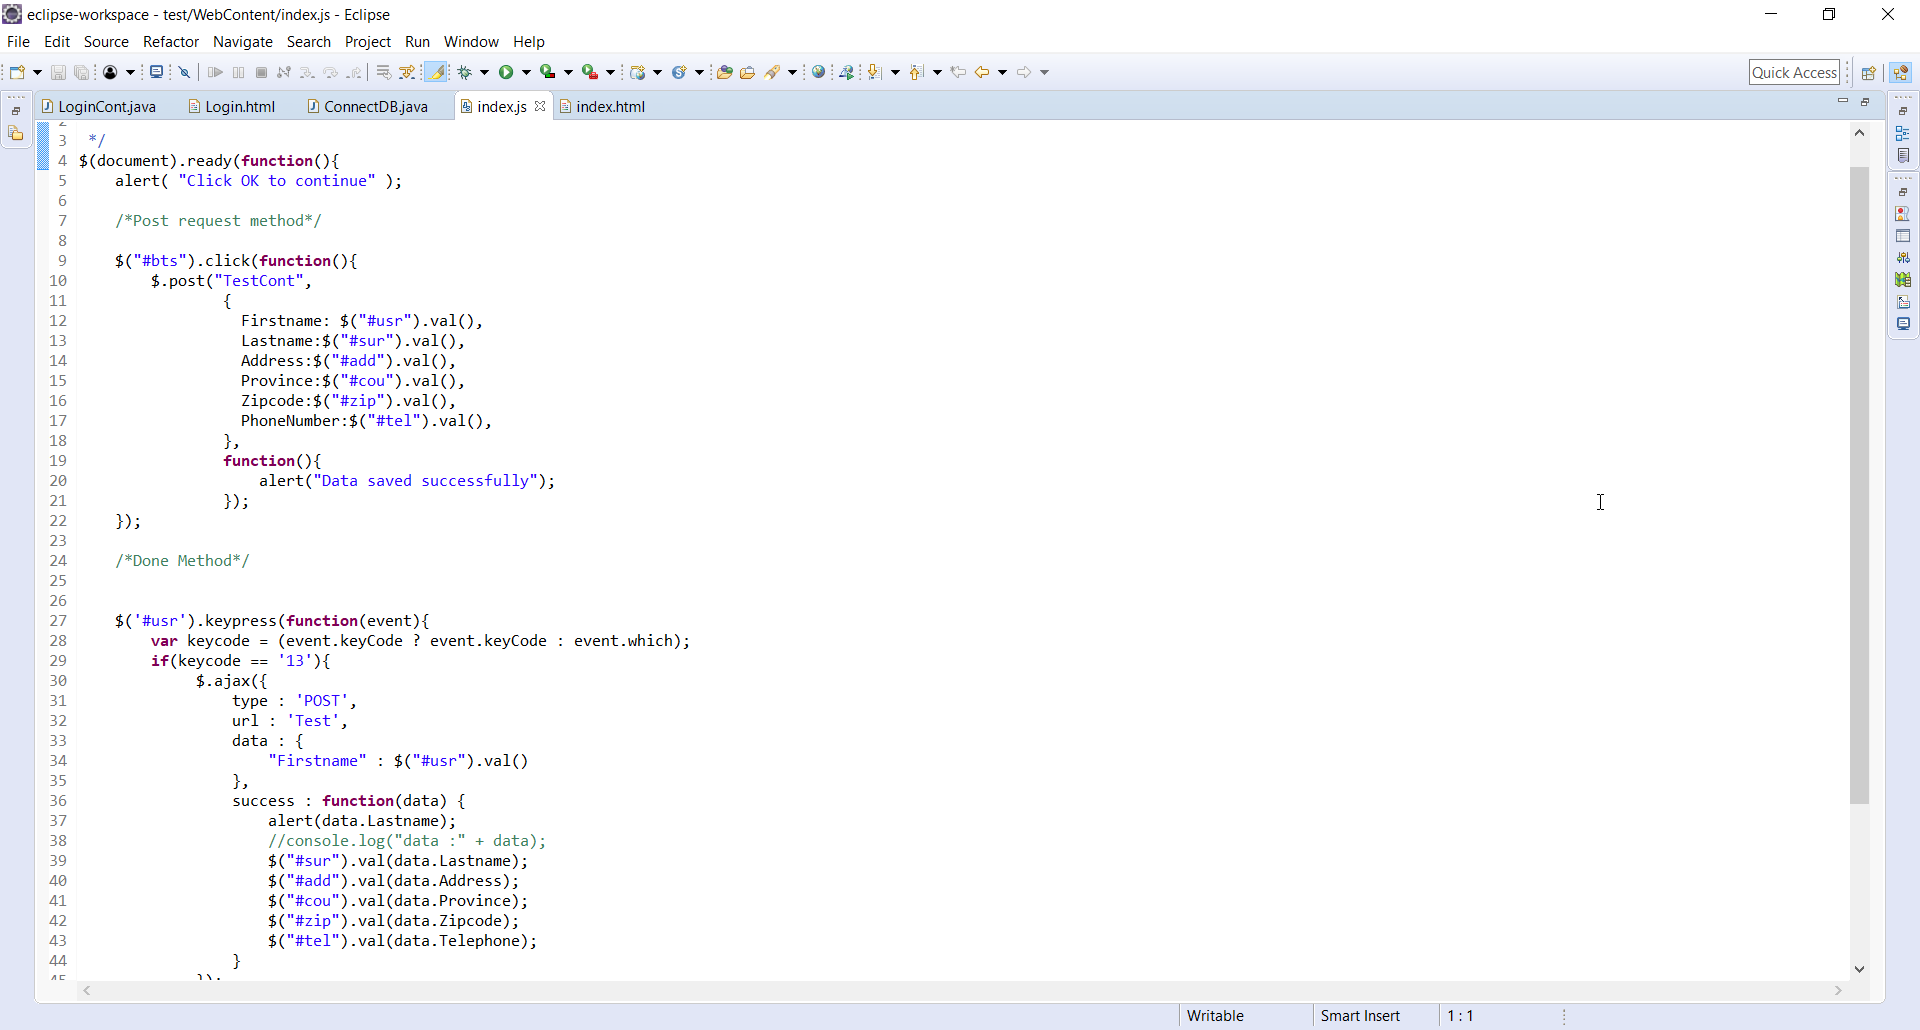 eclipse-workspace - test/WebContent/index.js - Eclipse
File Edit Source Refactor Navigate Search Project Run Window Help
Quick Access
LoginCont.java Login.html ConnectDB.java index.js index.html
2
3 */
4 $(document).ready(function(){
5 alert( "Click OK to continue" );
6
7 /*Post request method*/
8
9 $("#bts").click(function(){
10 $.post("TestCont",
11 {
12 Firstname: $("#usr").val(),
13 Lastname:$("#sur").val(),
14 Address:$("#add").val(),
15 Province:$("#cou").val(),
16 Zipcode:$("#zip").val(),
17 PhoneNumber:$("#tel").val(),
18 },
19 function(){
20 alert("Data saved successfully");
21 });
22 });
23
24 /*Done Method*/
25
26
27 $('#usr').keypress(function(event){
28 var keycode = (event.keyCode ? event.keyCode : event.which);
29 if(keycode == '13'){
30 $.ajax({
31 type : 'POST',
32 url : 'Test',
33 data : {
34 "Firstname" : $("#usr").val()
35 },
36 success : function(data) {
37 alert(data.Lastname);
38 //console.log("data :" + data);
39 $("#sur").val(data.Lastname);
40 $("#add").val(data.Address);
41 $("#cou").val(data.Province);
42 $("#zip").val(data.Zipcode);
43 $("#tel").val(data.Telephone);
44 }
45 });
Writable Smart Insert 1 : 1